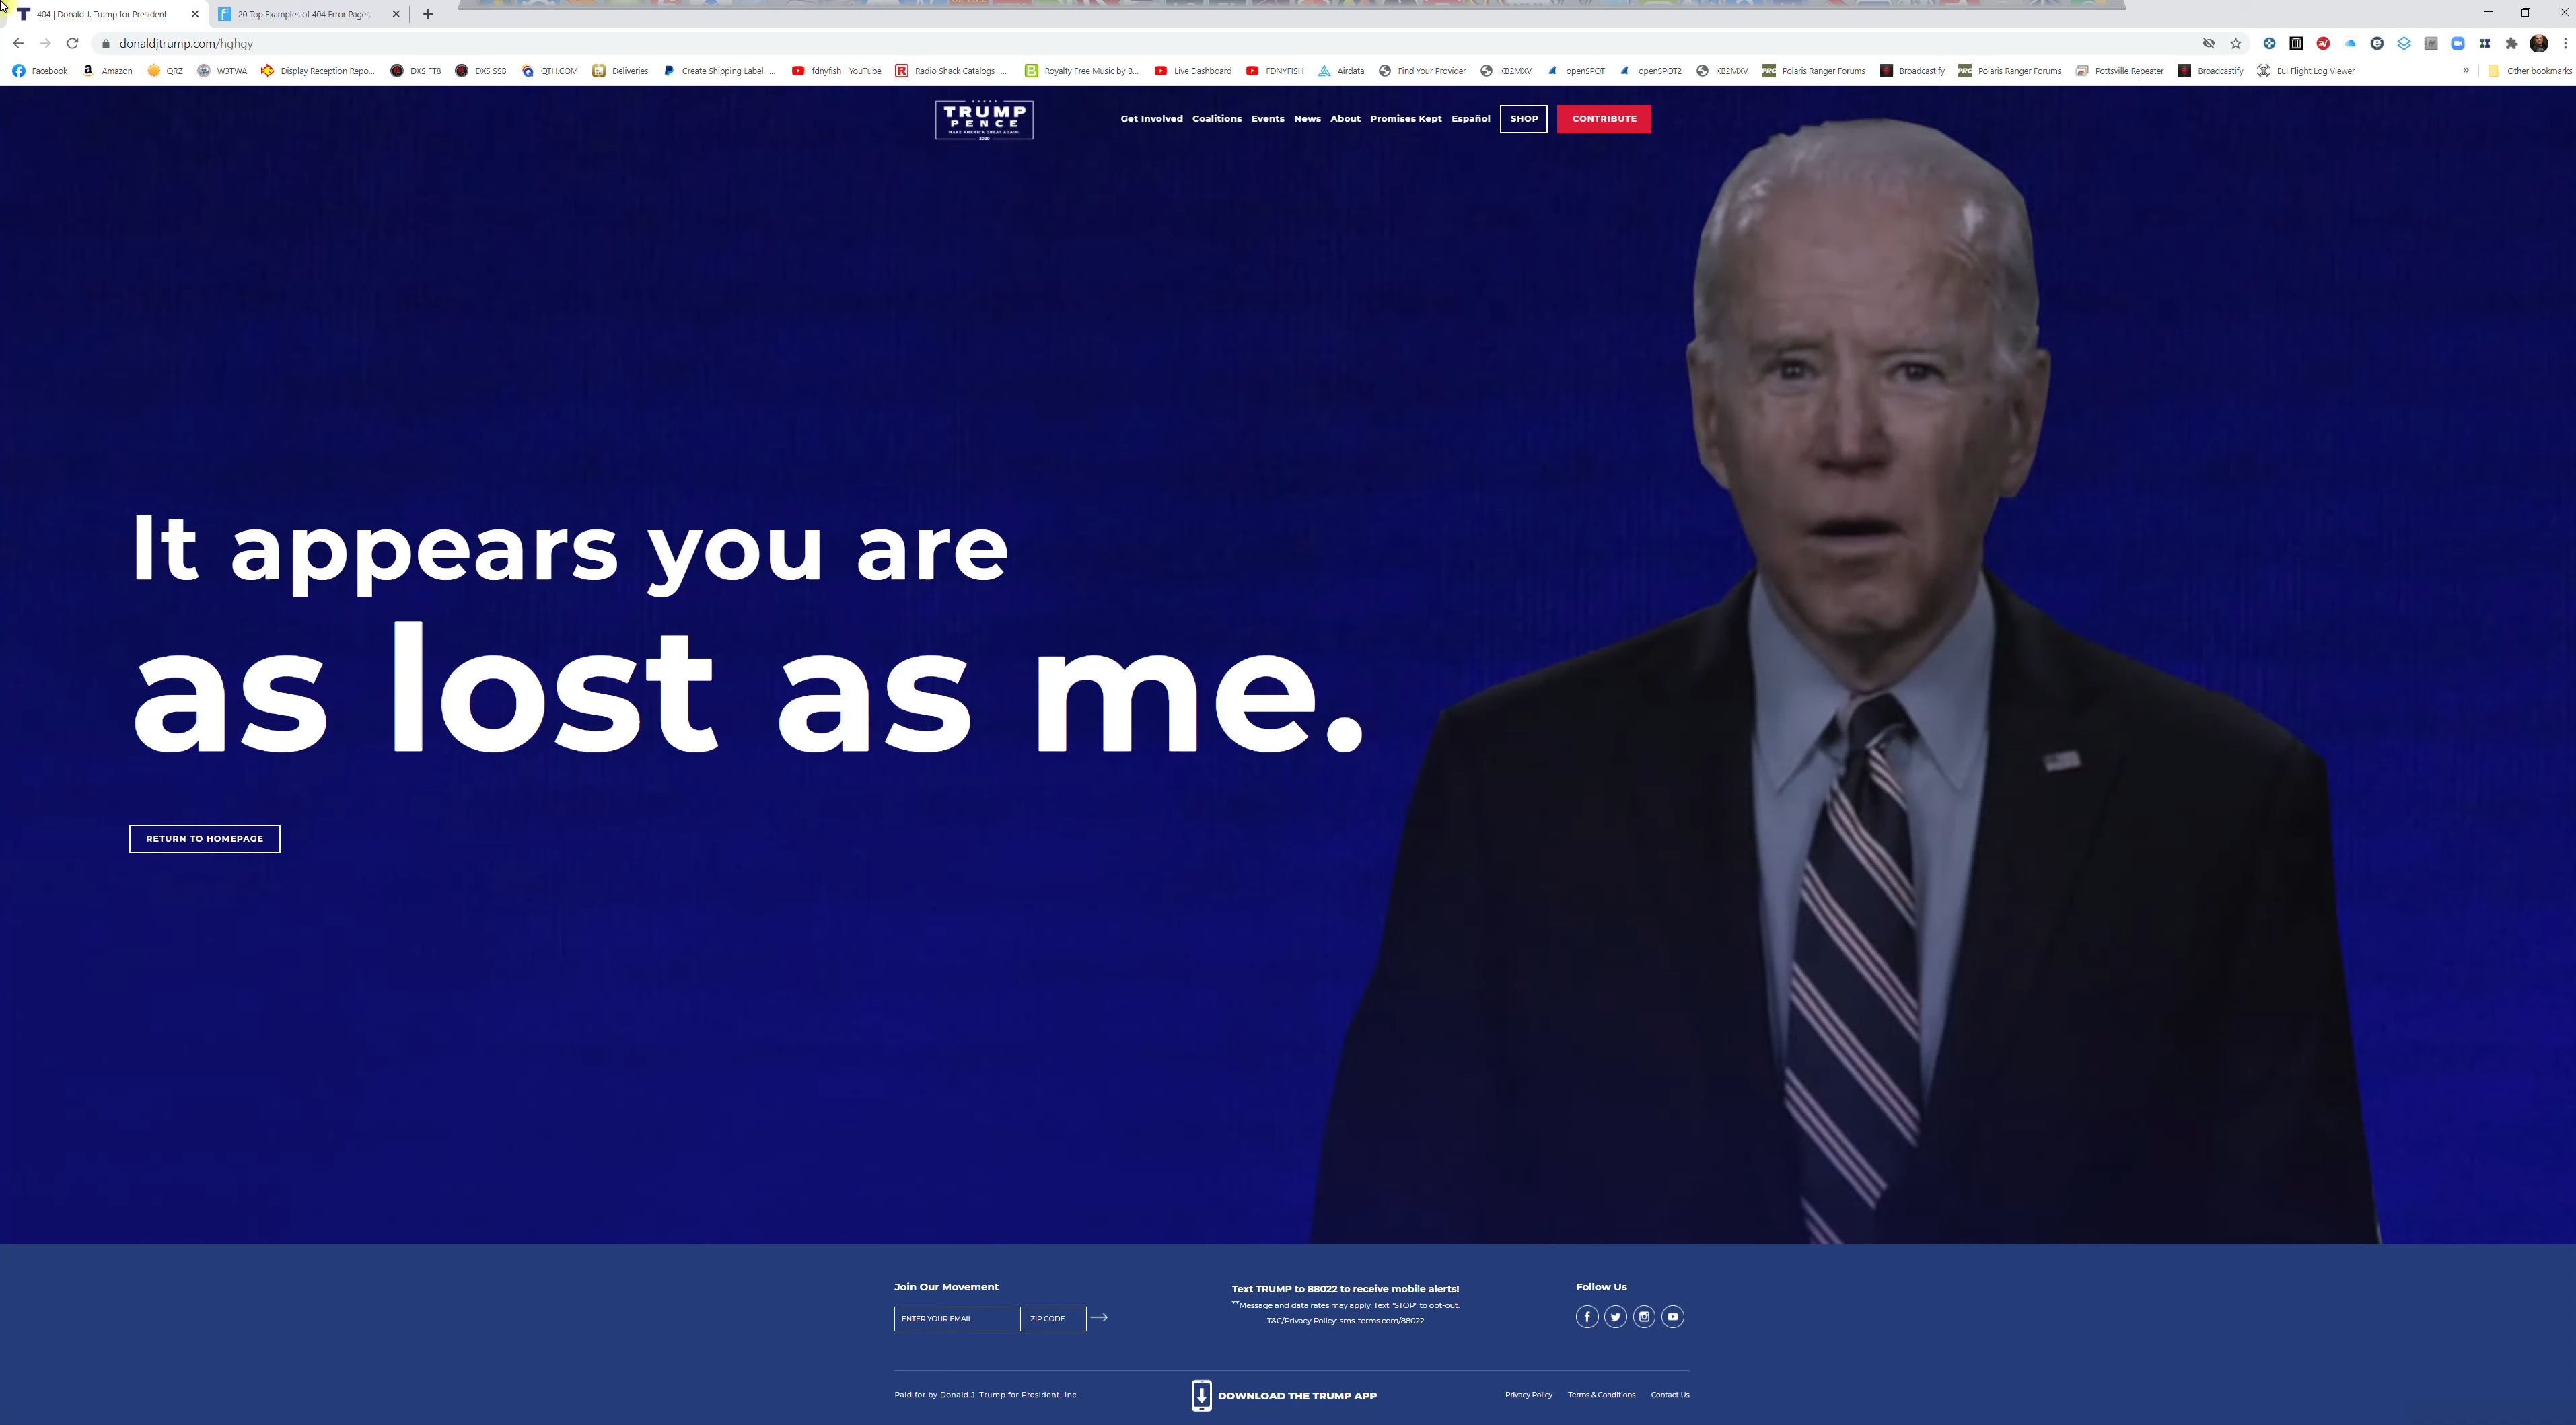 404 | Donald J. Trump for President
20 Top Examples of 404 Error Pages
donaldjtrump.com/hghgy
Facebook Amazon QRZ W3TWA Display Reception Repo... DXS FT8 DXS SSB QTH.COM Deliveries Create Shipping Label -... fdnyfish - YouTube Radio Shack Catalogs -... Royalty Free Music by B... Live Dashboard FDNYFISH Airdata Find Your Provider KB2MXV openSPOT openSPOT2 KB2MXV Polaris Ranger Forums Broadcastify Polaris Ranger Forums Pottsville Repeater Broadcastify DJI Flight Log Viewer » Other bookmarks
TRUMP
PENCE
MAKE AMERICA GREAT AGAIN!
2020
Get Involved Coalitions Events News About Promises Kept Español SHOP CONTRIBUTE
It appears you are
as lost as me.
RETURN TO HOMEPAGE
Join Our Movement
ENTER YOUR EMAIL ZIP CODE
Text TRUMP to 88022 to receive mobile alerts!
**Message and data rates may apply. Text "STOP" to opt-out.
T&C/Privacy Policy: sms-terms.com/88022
Follow Us
Paid for by Donald J. Trump for President, Inc.
DOWNLOAD THE TRUMP APP
Privacy Policy Terms & Conditions Contact Us